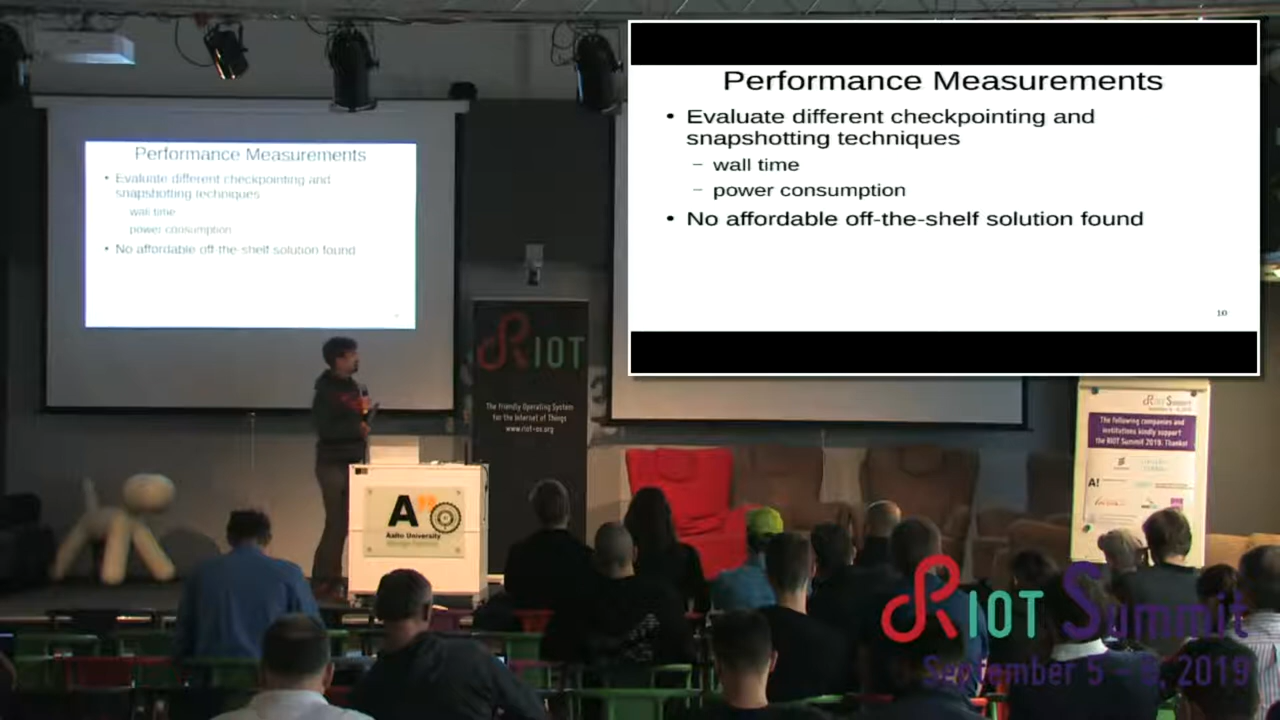 Performance Measurements
• Evaluate different checkpointing and
snapshotting techniques
– wall time
– power consumption
• No affordable off-the-shelf solution found
10
Performance Measurements
• Evaluate different checkpointing and
snapshotting techniques
wall time
power consumption
• No affordable off-the-shelf solution found
RIOT
The friendly Operating System
for the Internet of Things
www.riot-os.org
A"
Aalto University
RIOT Summit
The following companies and
institutions kindly support
the RIOT Summit 2019. Thanks!
A!
RIOT Summit
September 5 - 6, 2019